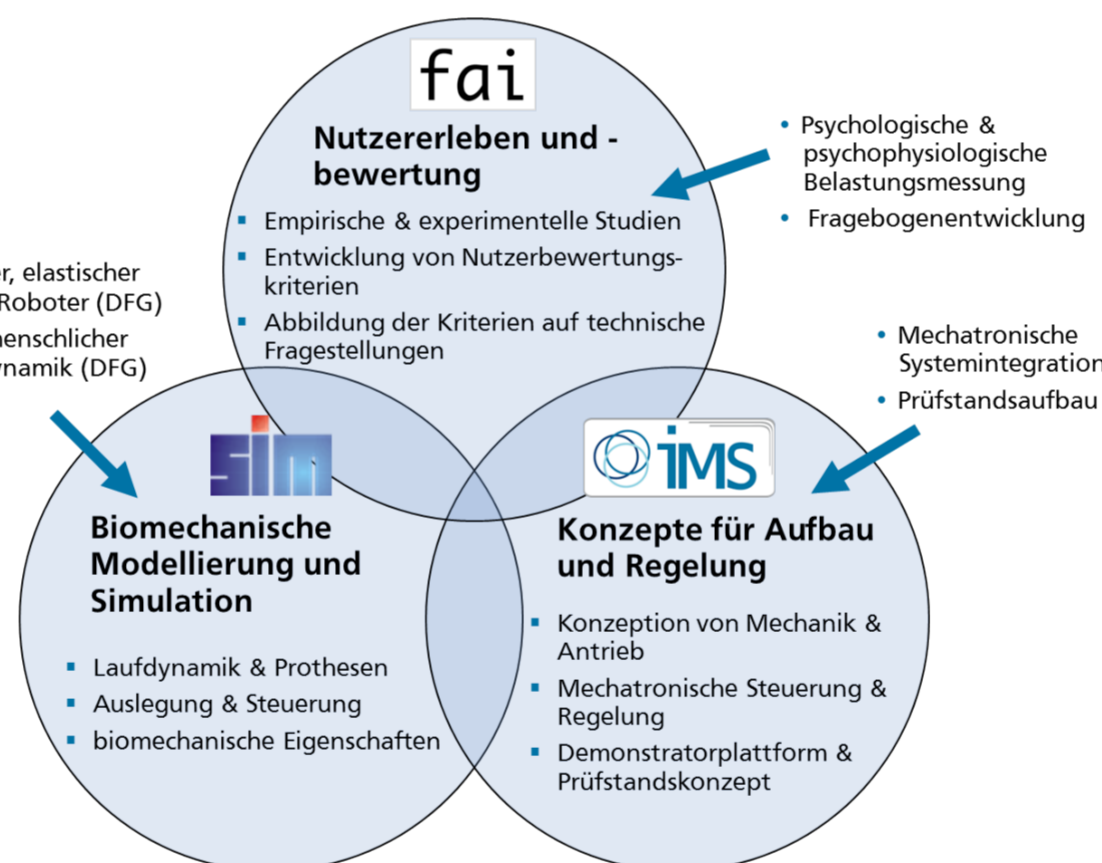 fai
Nutzererleben und -
bewertung
▪ Empirische & experimentelle Studien
▪ Entwicklung von Nutzerbewertungs-
kriterien
▪ Abbildung der Kriterien auf technische
Fragestellungen
• Psychologische &
psychophysiologische
Belastungsmessung
• Fragebogenentwicklung
elastischer
Roboter (DFG)
(DFG)
• Mechatronische
Systemintegration
• Prüfstandsaufbau
sim
Biomechanische
Modellierung und
Simulation
▪ Laufdynamik & Prothesen
▪ Auslegung & Steuerung
▪ biomechanische Eigenschaften
iMS
Konzepte für Aufbau
und Regelung
▪ Konzeption von Mechanik &
Antrieb
▪ Mechatronische Steuerung &
Regelung
▪ Demonstratorplattform &
Prüfstandskonzept